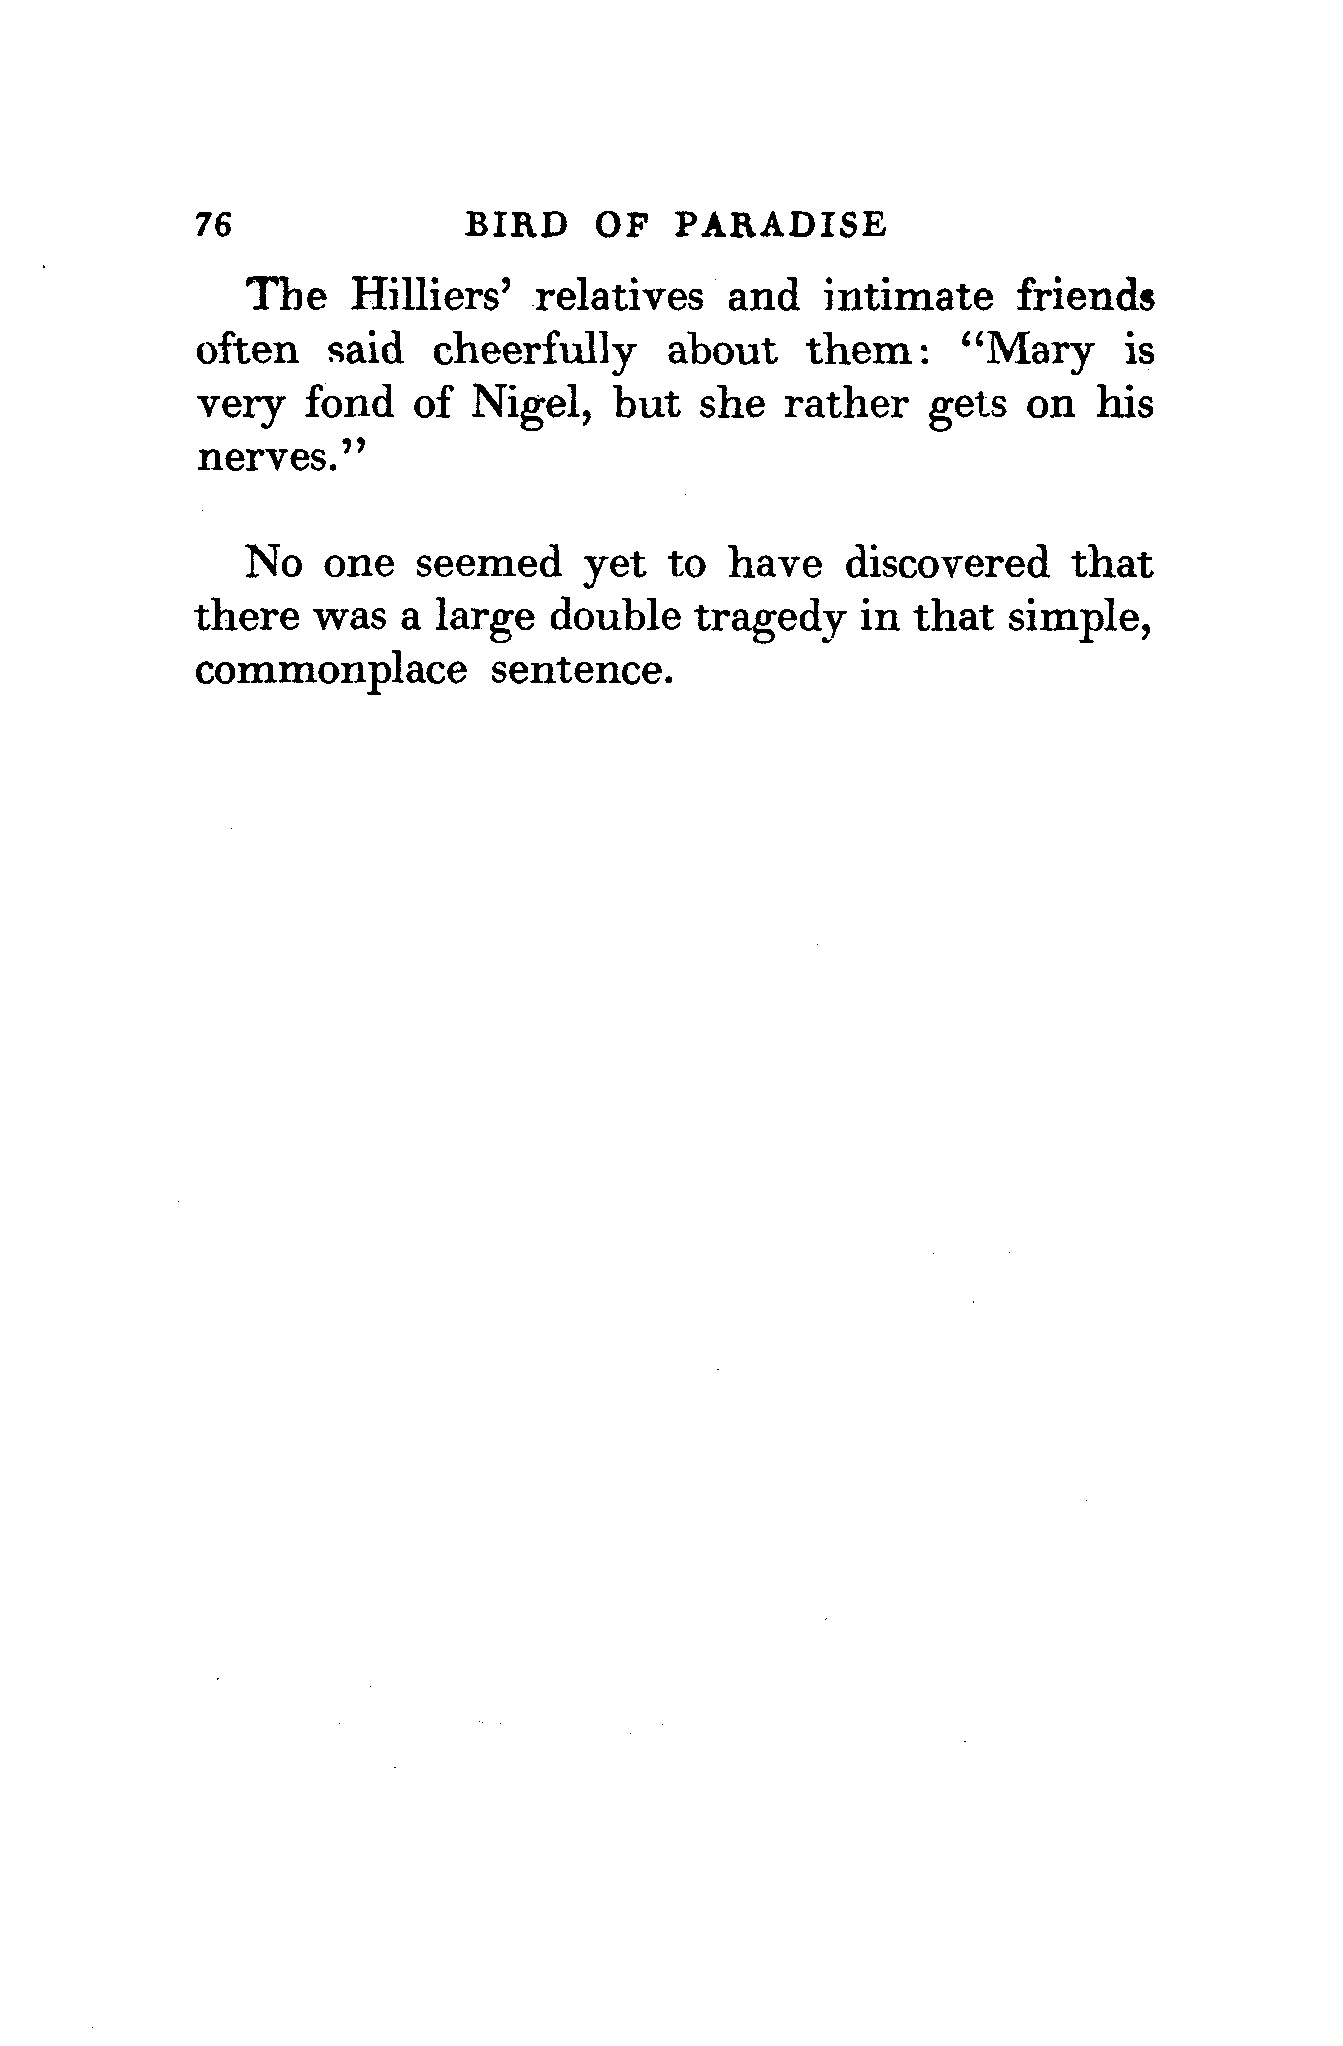 76 BIRD OF PARADISE
The Hilliers' relatives and intimate friends
often said cheerfully about them: "Mary is
very fond of Nigel, but she rather gets on his
nerves."
No one seemed yet to have discovered that
there was a large double tragedy in that simple,
commonplace sentence.